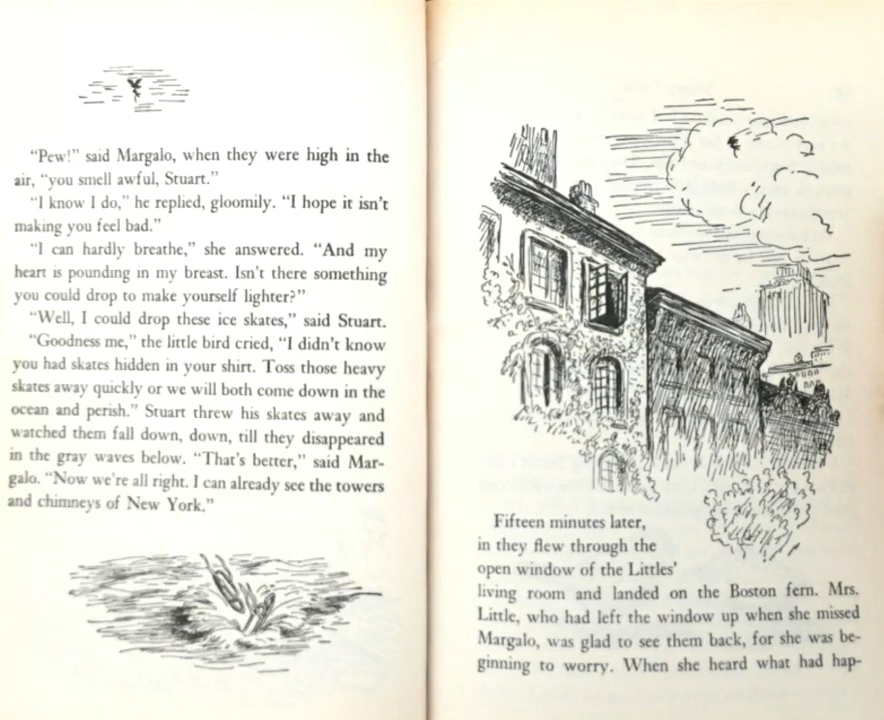 “Pew!” said Margalo, when they were high in the
air, “you smell awful, Stuart.”
“I know I do,” he replied, gloomily. “I hope it isn’t
making you feel bad.”
“I can hardly breathe,” she answered. “And my
heart is pounding in my breast. Isn’t there something
you could drop to make yourself lighter?”
“Well, I could drop these ice skates,” said Stuart.
“Goodness me,” the little bird cried, “I didn’t know
you had skates hidden in your shirt. Toss those heavy
skates away quickly or we will both come down in the
ocean and perish.” Stuart threw his skates away and
watched them fall down, down, till they disappeared
in the gray waves below. “That’s better,” said Mar-
galo. “Now we’re all right. I can already see the towers
and chimneys of New York.”
Fifteen minutes later,
in they flew through the
open window of the Littles’
living room and landed on the Boston fern. Mrs.
Little, who had left the window up when she missed
Margalo, was glad to see them back, for she was be-
ginning to worry. When she heard what had hap-